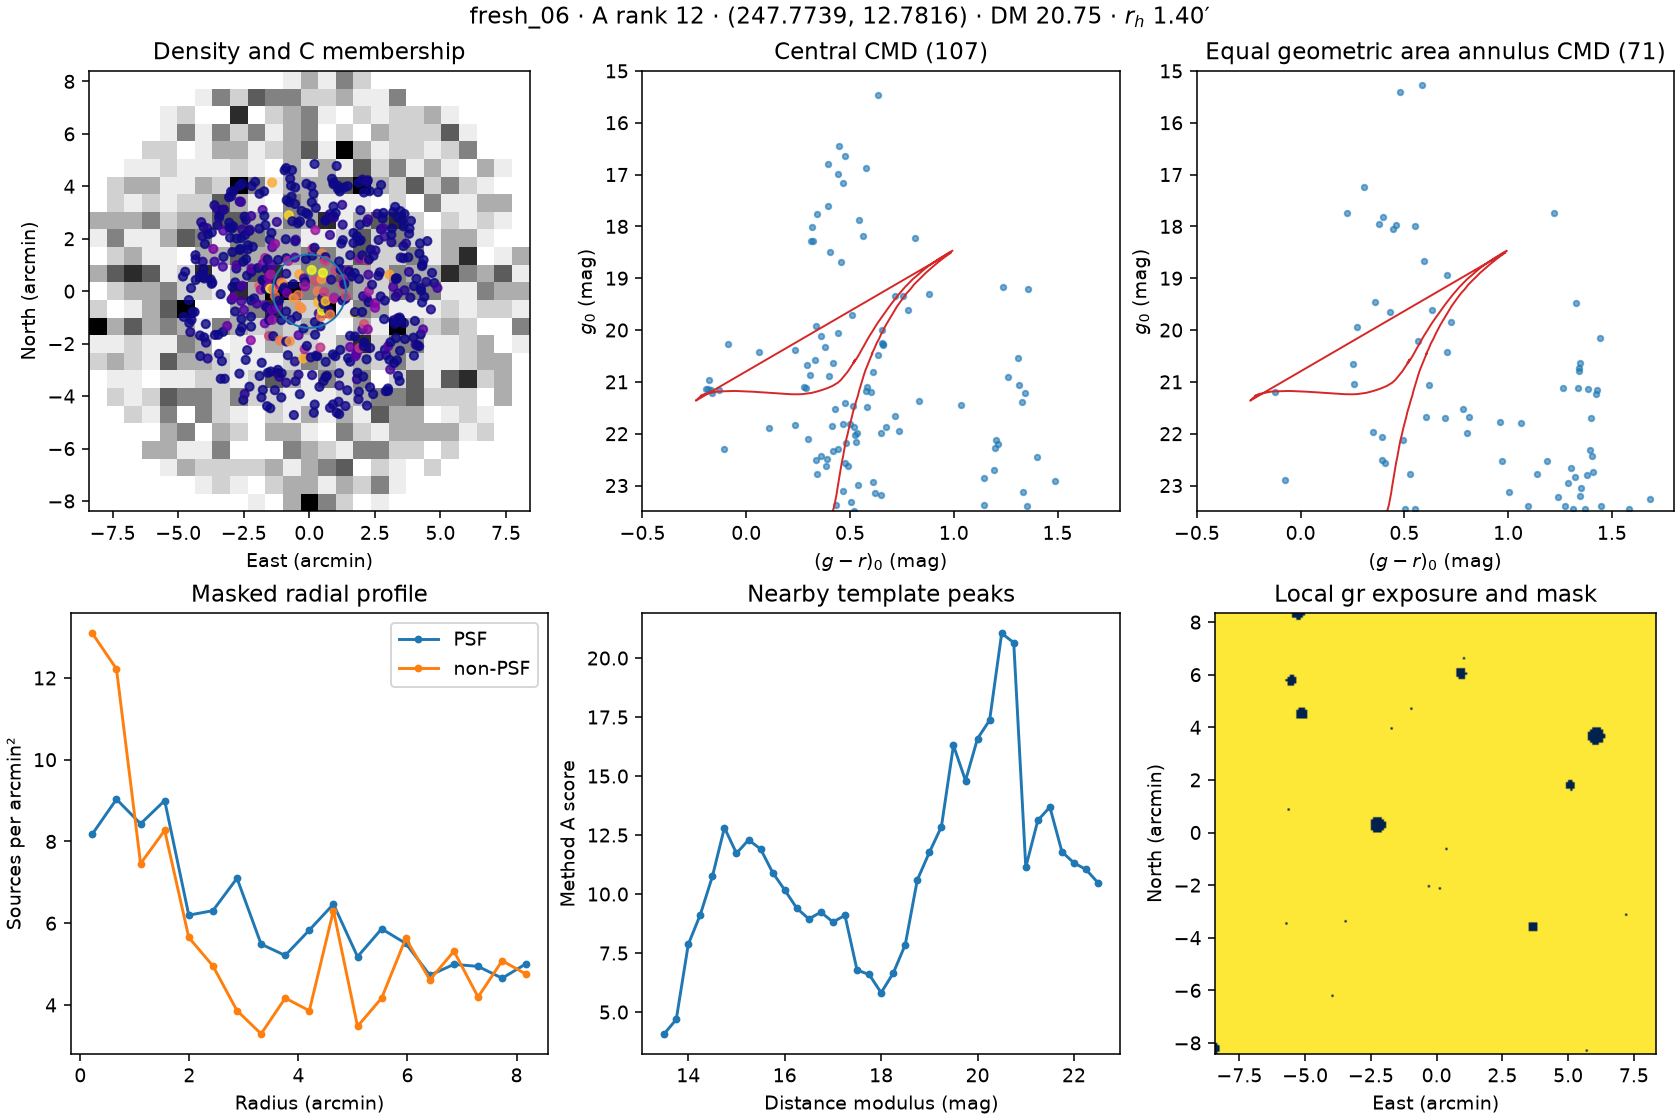 fresh_06 · A rank 12 · (247.7739, 12.7816) · DM 20.75 · r_h 1.40′
Density and C membership
8
6
4
2
0
−2
−4
−6
−8
North (arcmin)
−7.5 −5.0 −2.5 0.0 2.5 5.0 7.5
East (arcmin)
Central CMD (107)
15
16
17
18
19
20
21
22
23
g₀ (mag)
−0.5 0.0 0.5 1.0 1.5
(g − r)₀ (mag)
Equal geometric area annulus CMD (71)
15
16
17
18
19
20
21
22
23
g₀ (mag)
−0.5 0.0 0.5 1.0 1.5
(g − r)₀ (mag)
Masked radial profile
PSF
non-PSF
12
10
8
6
4
Sources per arcmin²
0 2 4 6 8
Radius (arcmin)
Nearby template peaks
20.0
17.5
15.0
12.5
10.0
7.5
5.0
Method A score
14 16 18 20 22
Distance modulus (mag)
Local gr exposure and mask
8
6
4
2
0
−2
−4
−6
−8
North (arcmin)
−7.5 −5.0 −2.5 0.0 2.5 5.0 7.5
East (arcmin)